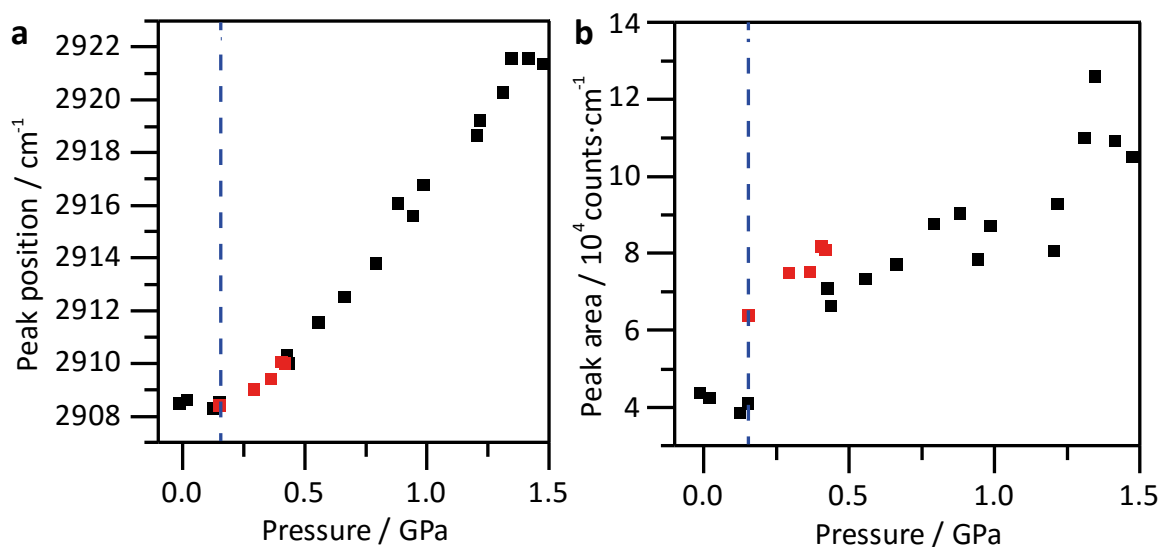 a
2922
2920
2918
2916
2914
2912
2910
2908
Peak position / cm-1
0.0 0.5 1.0 1.5
Pressure / GPa
b
14
12
10
8
6
4
Peak area / 10⁴ counts·cm-1
0.0 0.5 1.0 1.5
Pressure / GPa